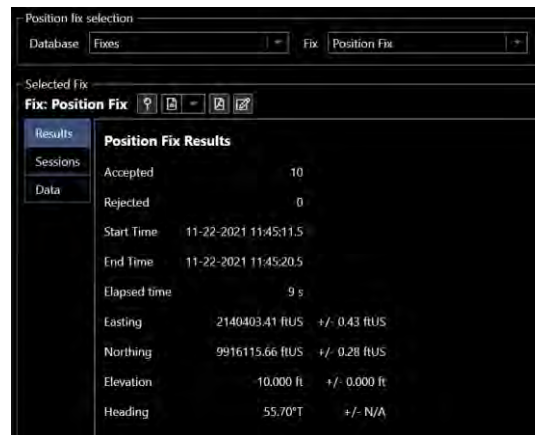 Position fix selection
Database Fixes Fix Position Fix
Selected Fix
Fix: Position Fix
Results
Position Fix Results
Sessions
Accepted 10
Data
Rejected 0
Start Time 11-22-2021 11:45:11.5
End Time 11-22-2021 11:45:20.5
Elapsed time 9 s
Easting 2140403.41 ftUS +/- 0.43 ftUS
Northing 9916115.66 ftUS +/- 0.28 ftUS
Elevation -10.000 ft +/- 0.000 ft
Heading 55.70°T +/- N/A